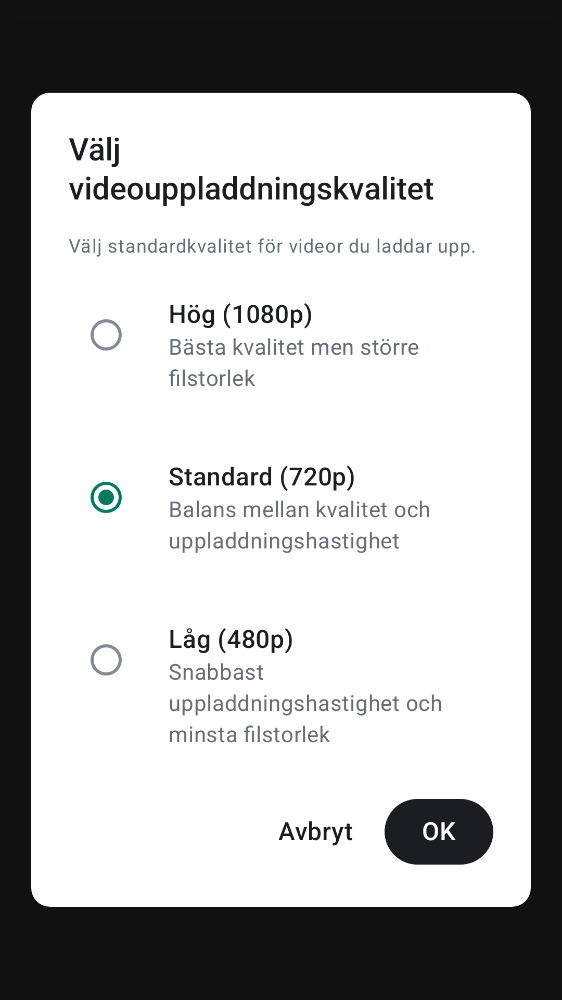 Välj
videouppladdningskvalitet
Välj standardkvalitet för videor du laddar upp.
Hög (1080p)
Bästa kvalitet men större
filstorlek
Standard (720p)
Balans mellan kvalitet och
uppladdningshastighet
Låg (480p)
Snabbast
uppladdningshastighet och
minsta filstorlek
Avbryt
OK